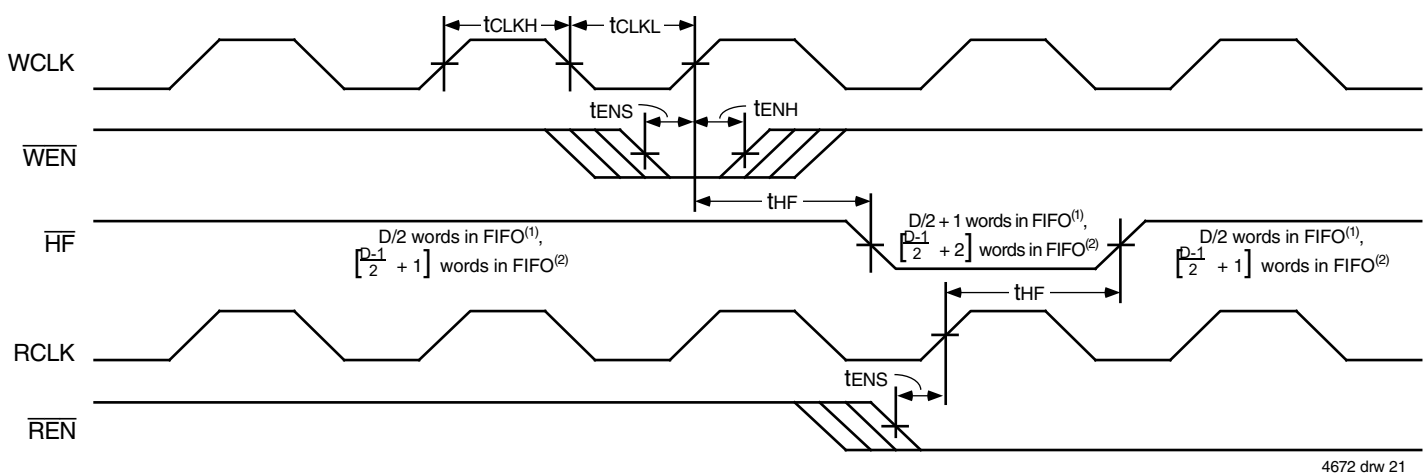 tCLKH
tCLKL
WCLK
tENS
tENH
WEN
tHF
HF
D/2 words in FIFO(1),
[D-1/2 + 1] words in FIFO(2)
D/2 + 1 words in FIFO(1),
[D-1/2 + 2] words in FIFO(2)
D/2 words in FIFO(1),
[D-1/2 + 1] words in FIFO(2)
tHF
RCLK
tENS
REN
4672 drw 21